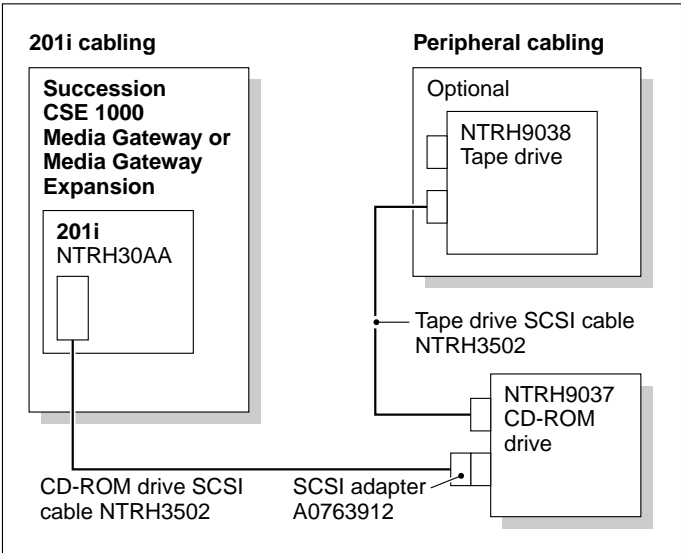 201i cabling
Succession
CSE 1000
Media Gateway or
Media Gateway
Expansion
201i
NTRH30AA
CD-ROM drive SCSI
cable NTRH3502
Peripheral cabling
Optional
NTRH9038
Tape drive
Tape drive SCSI cable
NTRH3502
NTRH9037
CD-ROM
drive
SCSI adapter
A0763912